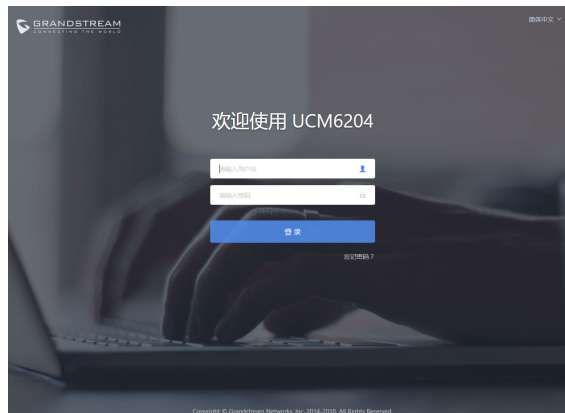 GRANDSTREAM
CONNECTING THE WORLD
简体中文
欢迎使用 UCM6204
请输入用户名
请输入密码
登 录
忘记密码 ?
Copyright © Grandstream Networks, Inc. 2014-2018. All Rights Reserved.